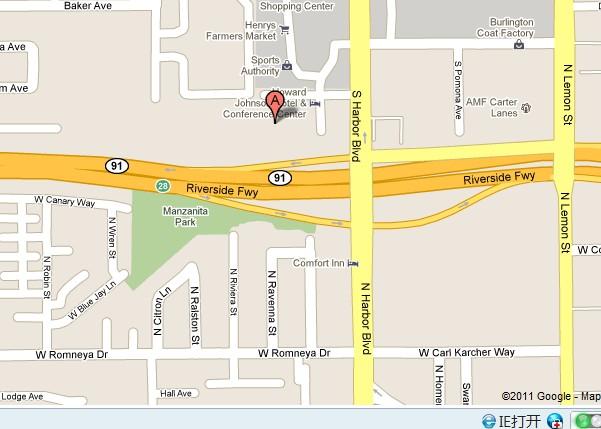 Baker Ave
Shopping Center
Henrys
Farmers Market
Burlington
Coat Factory
a Ave
Sports
Authority
m Ave
A
Howard
Johnson Hotel &
Conference Center
S Harbor Blvd
S Pomona Ave
AMF Carter
Lanes
N Lemon St
91
91
Riverside Fwy
Riverside Fwy
28
W Canary Way
Manzanita
Park
N Wren St
N Lemon St
N Robin St
W Blue Jay Ln
N Citron Ln
N Ralston St
N Riviera St
N Ravenna St
Comfort Inn
N Harbor Blvd
W Co
W Romneya Dr
W Romneya Dr
W Carl Karcher Way
Lodge Ave
Hall Ave
N Homer
Swan
©2011 Google - Map
IE打开